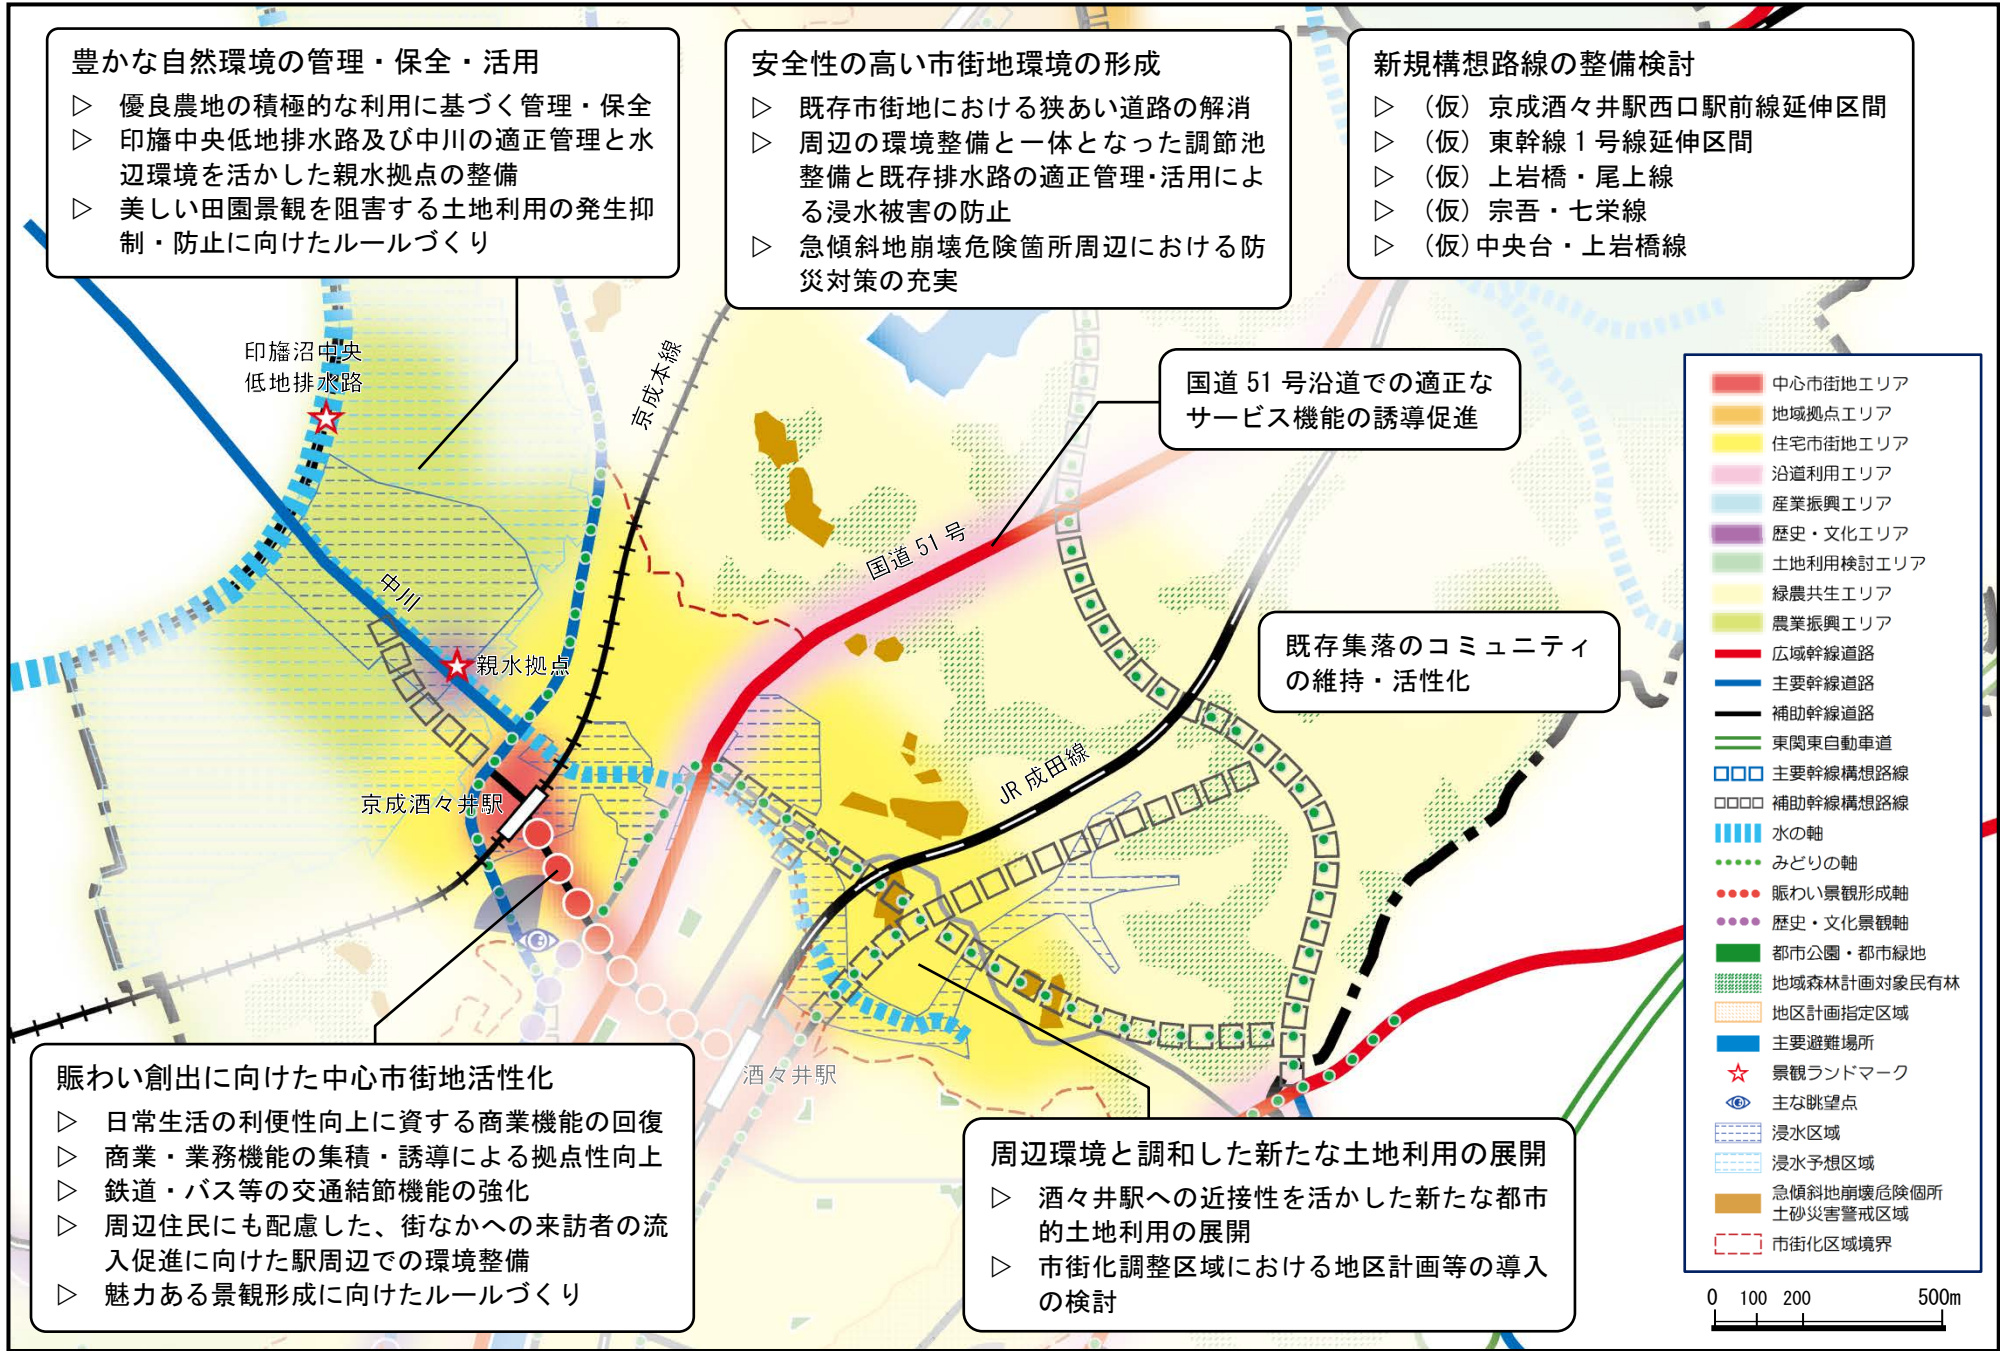 豊かな自然環境の管理・保全・活用
▷ 優良農地の積極的な利用に基づく管理・保全
▷ 印旛中央低地排水路及び中川の適正管理と水
辺環境を活かした親水拠点の整備
▷ 美しい田園景観を阻害する土地利用の発生抑
制・防止に向けたルールづくり
安全性の高い市街地環境の形成
▷ 既存市街地における狭あい道路の解消
▷ 周辺の環境整備と一体となった調節池
整備と既存排水路の適正管理・活用によ
る浸水被害の防止
▷ 急傾斜地崩壊危険箇所周辺における防
災対策の充実
新規構想路線の整備検討
▷ (仮) 京成酒々井駅西口駅前線延伸区間
▷ (仮) 東幹線1号線延伸区間
▷ (仮) 上岩橋・尾上線
▷ (仮) 宗吾・七栄線
▷ (仮)中央台・上岩橋線
印旛沼中央
低地排水路
京成本線
国道51号沿道での適正な
サービス機能の誘導促進
国道51号
中川
親水拠点
既存集落のコミュニティ
の維持・活性化
JR成田線
京成酒々井駅
酒々井駅
賑わい創出に向けた中心市街地活性化
▷ 日常生活の利便性向上に資する商業機能の回復
▷ 商業・業務機能の集積・誘導による拠点性向上
▷ 鉄道・バス等の交通結節機能の強化
▷ 周辺住民にも配慮した、街なかへの来訪者の流
入促進に向けた駅周辺での環境整備
▷ 魅力ある景観形成に向けたルールづくり
周辺環境と調和した新たな土地利用の展開
▷ 酒々井駅への近接性を活かした新たな都市
的土地利用の展開
▷ 市街化調整区域における地区計画等の導入
の検討
中心市街地エリア
地域拠点エリア
住宅市街地エリア
沿道利用エリア
産業振興エリア
歴史・文化エリア
土地利用検討エリア
緑農共生エリア
農業振興エリア
広域幹線道路
主要幹線道路
補助幹線道路
東関東自動車道
主要幹線構想路線
補助幹線構想路線
水の軸
みどりの軸
賑わい景観形成軸
歴史・文化景観軸
都市公園・都市緑地
地域森林計画対象民有林
地区計画指定区域
主要避難場所
景観ランドマーク
主な眺望点
浸水区域
浸水予想区域
急傾斜地崩壊危険個所
土砂災害警戒区域
市街化区域境界
0 100 200 500m